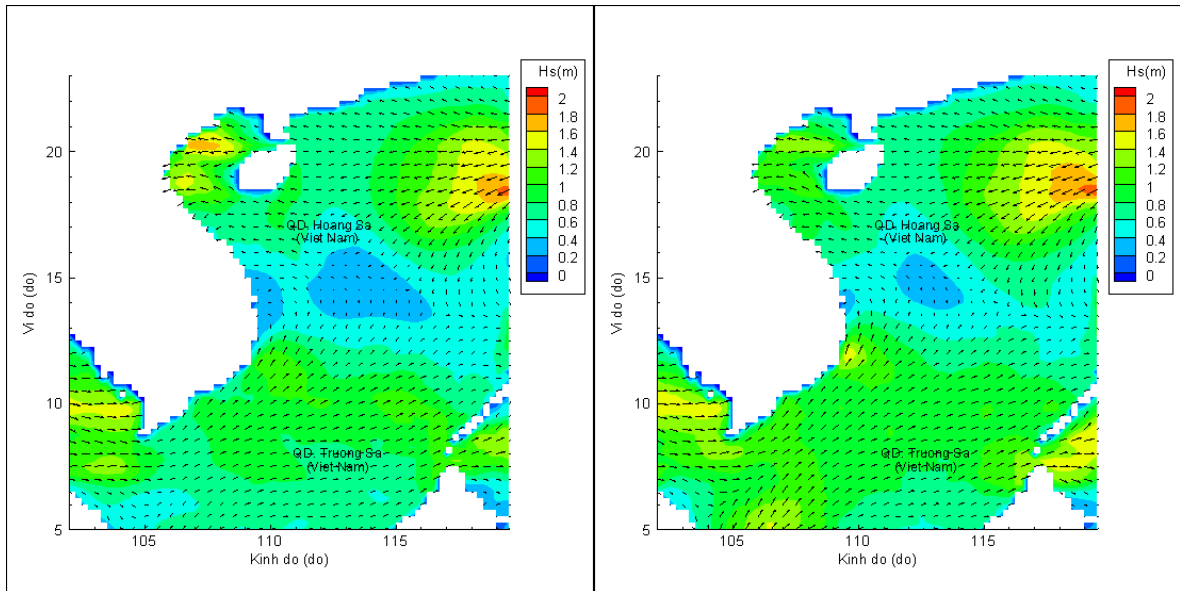 Hs(m)
2
1.8
1.6
1.4
1
0.8
0.6
0.4
0.2
0
20
15
10
5
Vi do (do)
105
110
115
Kinh do (do)
QD. Hoang Sa
(Viet Nam)
QD. Truong Sa
(Viet Nam)
Hs(m)
2
1.8
1.6
1.4
1
0.8
0.6
0.4
0.2
0
20
15
10
5
Vi do (do)
105
110
115
Kinh do (do)
QD. Hoang Sa
(Viet Nam)
QD. Truong Sa
(Viet Nam)